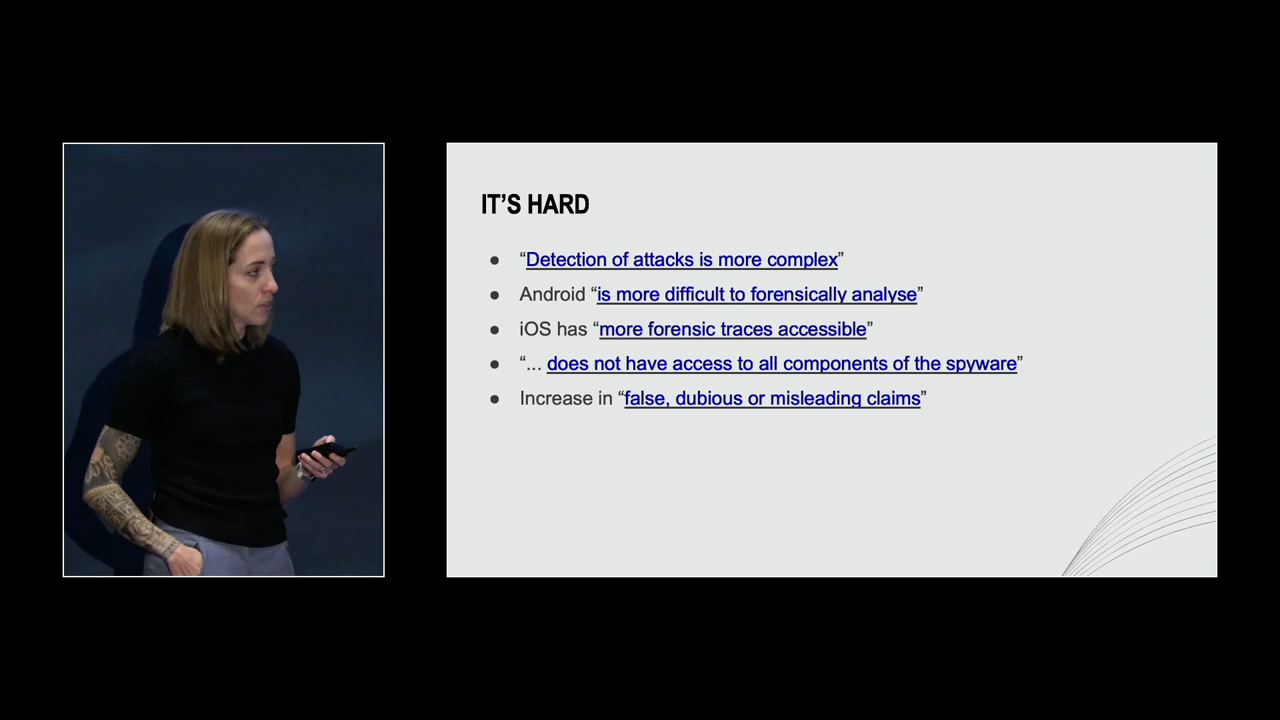 IT’S HARD
● “Detection of attacks is more complex”
● Android “is more difficult to forensically analyse”
● iOS has “more forensic traces accessible”
● “... does not have access to all components of the spyware”
● Increase in “false, dubious or misleading claims”